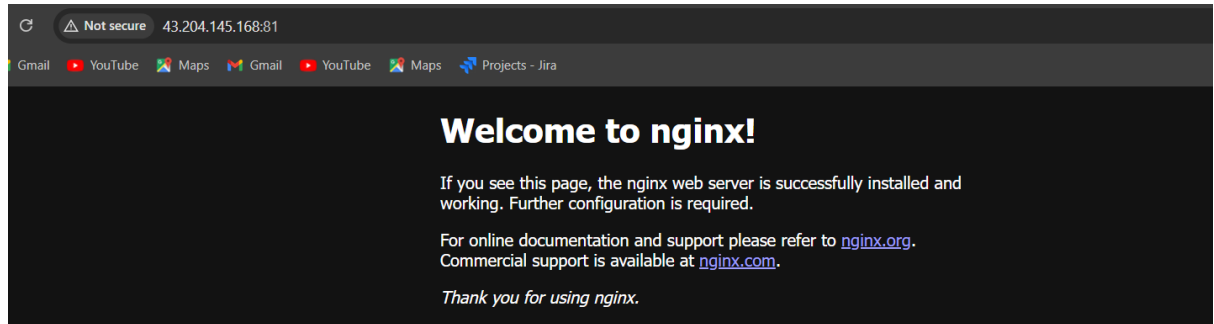 Not secure 43.204.145.168:81
Gmail YouTube Maps Gmail YouTube Maps Projects - Jira
Welcome to nginx!
If you see this page, the nginx web server is successfully installed and
working. Further configuration is required.
For online documentation and support please refer to nginx.org.
Commercial support is available at nginx.com.
Thank you for using nginx.